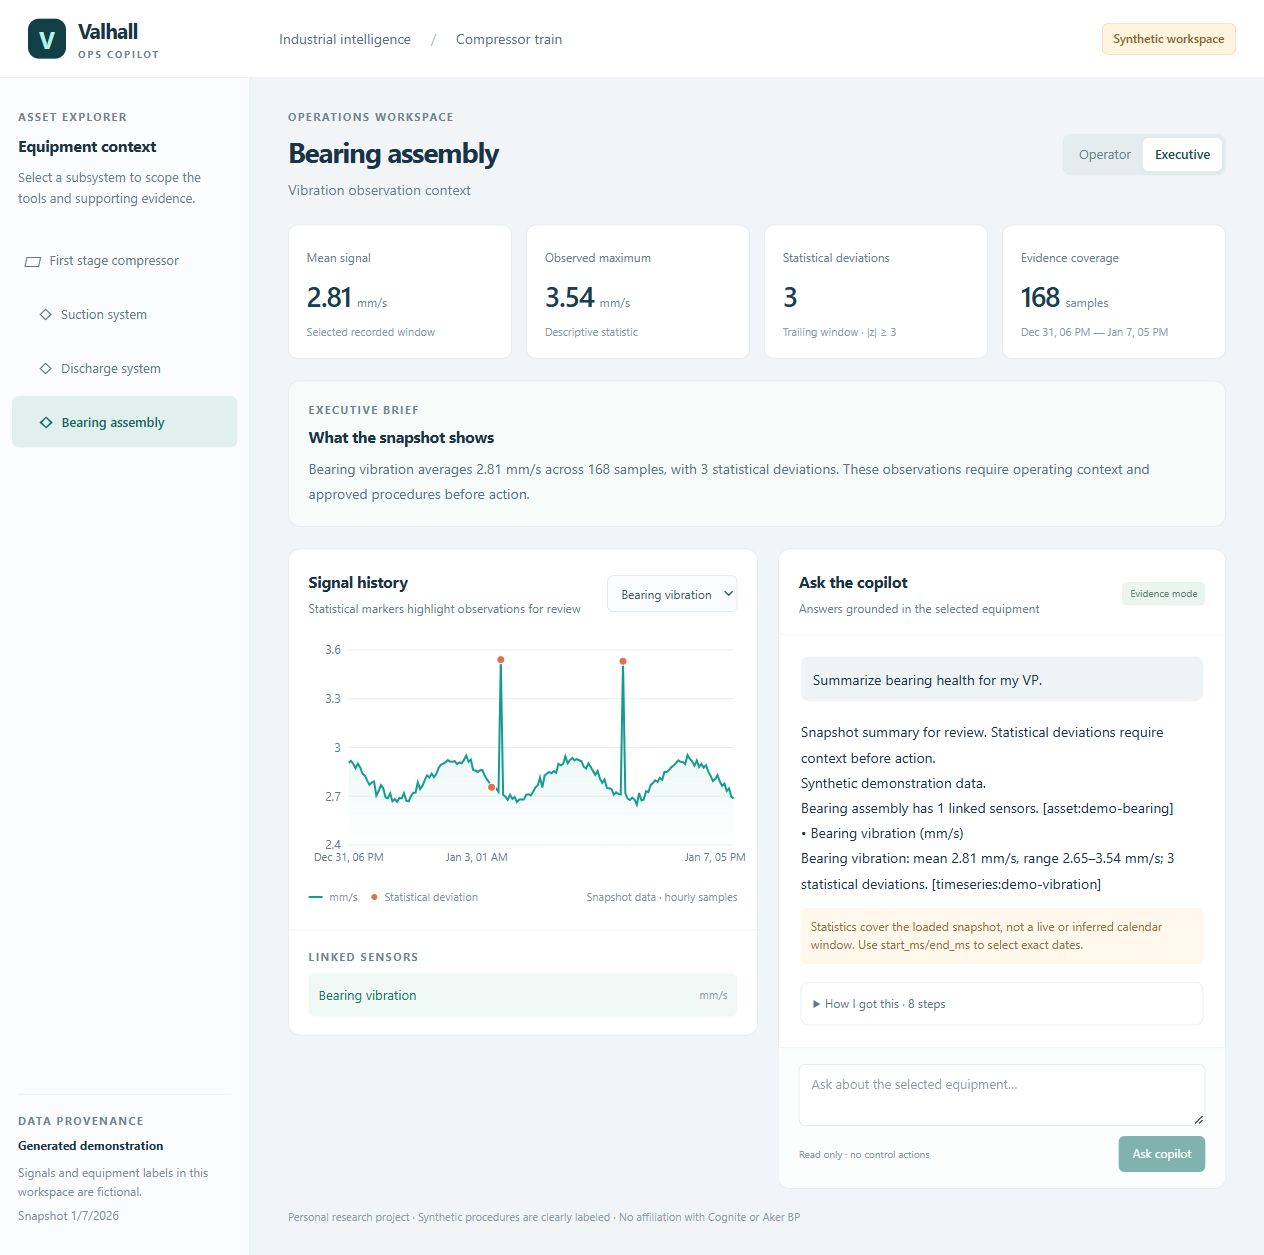 V
Valhall
OPS COPILOT
Industrial intelligence / Compressor train
Synthetic workspace
ASSET EXPLORER
Equipment context
Select a subsystem to scope the
tools and supporting evidence.
First stage compressor
Suction system
Discharge system
Bearing assembly
DATA PROVENANCE
Generated demonstration
Signals and equipment labels in this
workspace are fictional.
Snapshot 1/7/2026
OPERATIONS WORKSPACE
Bearing assembly
Vibration observation context
Operator Executive
Mean signal
2.81 mm/s
Selected recorded window
Observed maximum
3.54 mm/s
Descriptive statistic
Statistical deviations
3
Trailing window · |z| ≥ 3
Evidence coverage
168 samples
Dec 31, 06 PM — Jan 7, 05 PM
EXECUTIVE BRIEF
What the snapshot shows
Bearing vibration averages 2.81 mm/s across 168 samples, with 3 statistical deviations. These observations require operating context and
approved procedures before action.
Signal history
Statistical markers highlight observations for review
Bearing vibration
3.6
3.3
3
2.7
2.4
Dec 31, 06 PM Jan 3, 01 AM Jan 7, 05 PM
mm/s Statistical deviation Snapshot data · hourly samples
LINKED SENSORS
Bearing vibration mm/s
Ask the copilot
Answers grounded in the selected equipment
Evidence mode
Summarize bearing health for my VP.
Snapshot summary for review. Statistical deviations require
context before action.
Synthetic demonstration data.
Bearing assembly has 1 linked sensors. [asset:demo-bearing]
• Bearing vibration (mm/s)
Bearing vibration: mean 2.81 mm/s, range 2.65–3.54 mm/s; 3
statistical deviations. [timeseries:demo-vibration]
Statistics cover the loaded snapshot, not a live or inferred calendar
window. Use start_ms/end_ms to select exact dates.
▶ How I got this · 8 steps
Ask about the selected equipment...
Read only · no control actions
Ask copilot
Personal research project · Synthetic procedures are clearly labeled · No affiliation with Cognite or Aker BP